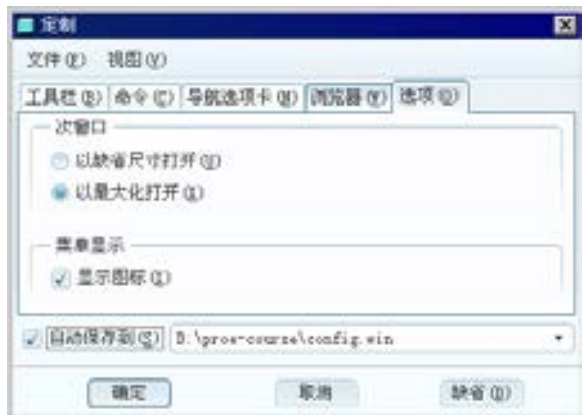 定制
文件(F) 视图(V)
工具栏(B) 命令(C) 导航选项卡(N) 浏览器(W) 选项(O)
次窗口
以缺省尺寸打开(U)
以最大化打开(X)
菜单显示
显示图标(I)
自动保存到(S) D:\proe-course\config.win
确定 取消 缺省(D)